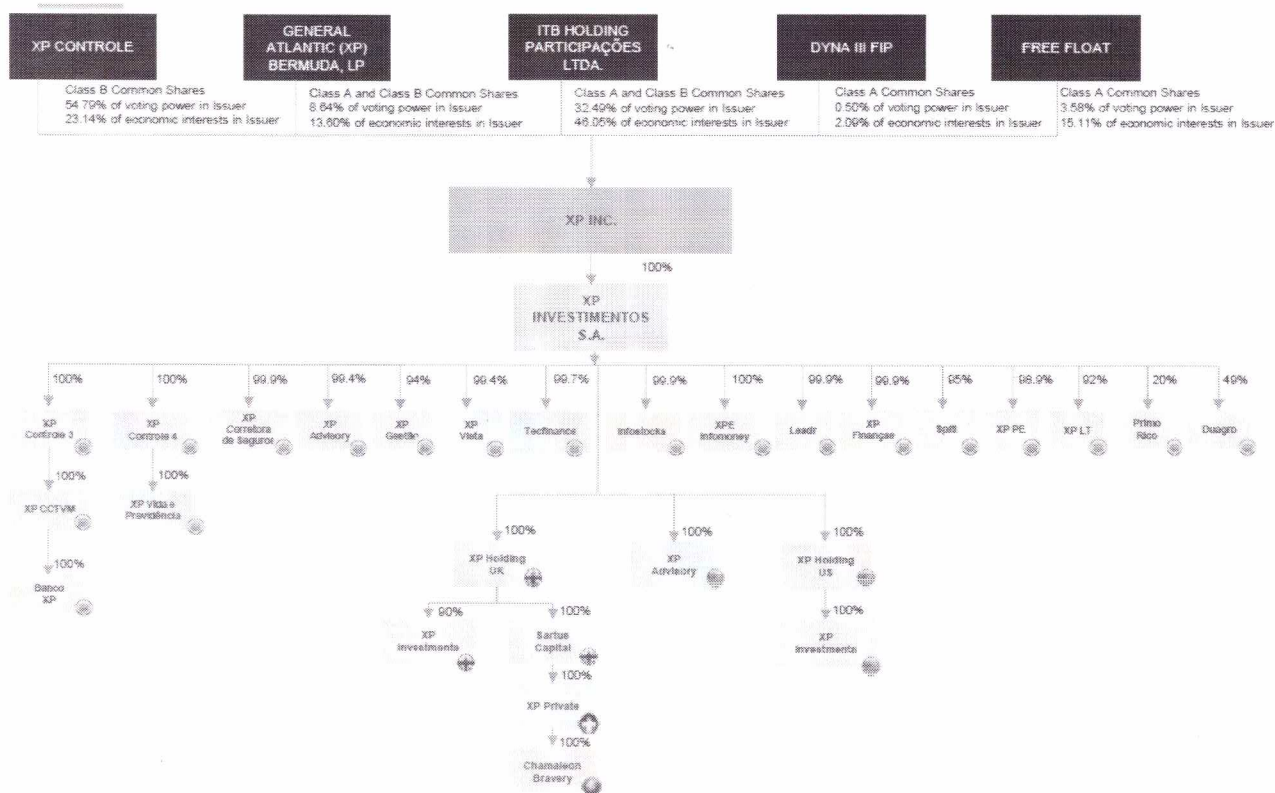 XP CONTROLE
GENERAL
ATLANTIC (XP)
BERMUDA, LP
ITB HOLDING
PARTICIPAÇÕES
LTDA.
DYNA III FIP
FREE FLOAT
Class B Common Shares
54.79% of voting power in Issuer
23.14% of economic interests in Issuer
Class A and Class B Common Shares
8.64% of voting power in Issuer
13.60% of economic interests in Issuer
Class A and Class B Common Shares
32.49% of voting power in Issuer
46.05% of economic interests in Issuer
Class A Common Shares
0.50% of voting power in Issuer
2.09% of economic interests in Issuer
Class A Common Shares
3.58% of voting power in Issuer
15.11% of economic interests in Issuer
XP INC.
100%
XP
INVESTIMENTOS
S.A.
100%
XP
Controle 3
100%
XP
Controle 4
99.9%
XP
Corretora
de Seguros
99.4%
XP
Advisory
94%
XP
Gestão
99.4%
XP
Vista
99.7%
Tecfinance
99.9%
Infostocks
100%
XPE
Infomoney
99.9%
Leadr
99.9%
XP
Finanças
95%
Spiti
98.9%
XP PE
92%
XP LT
20%
Primo
Rico
49%
Duagro
100%
XP CCTVM
100%
XP Vida e
Previdência
100%
Banco
XP
100%
XP Holding
UK
100%
XP
Advisory
100%
XP Holding
US
90%
XP
Investments
100%
Sartus
Capital
100%
XP
Investments
100%
XP Private
100%
Chamaleon
Bravery